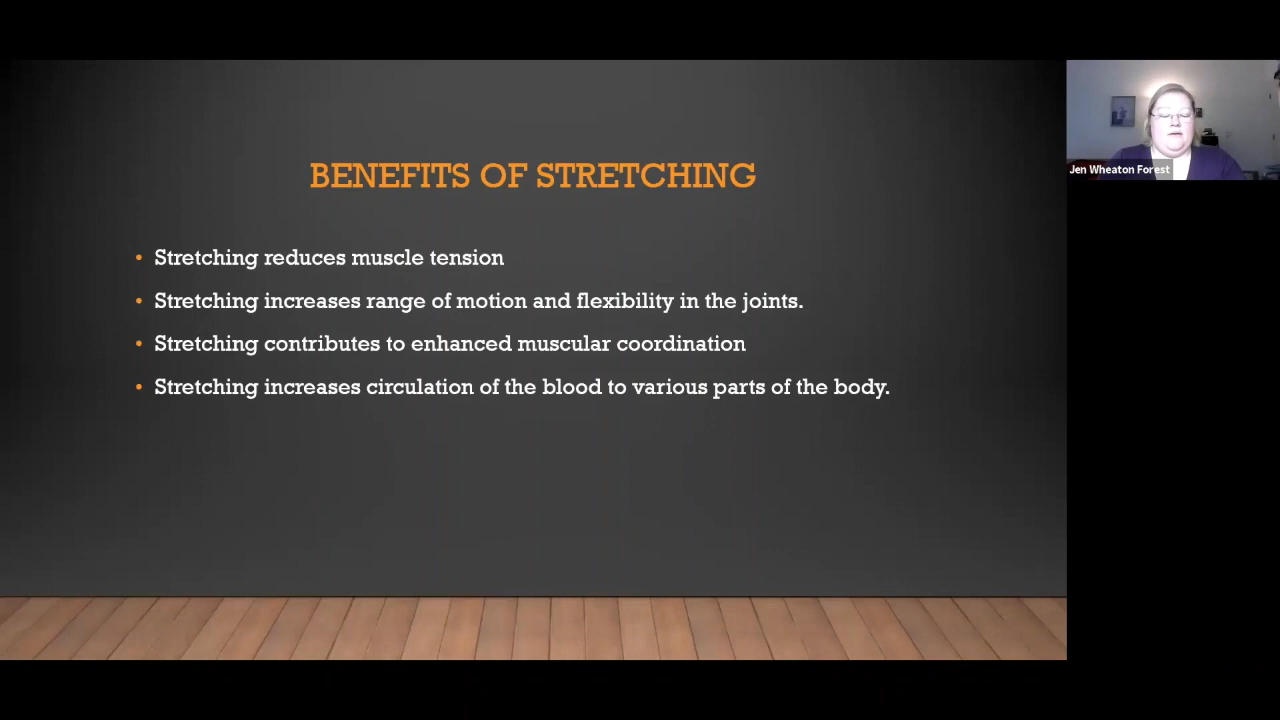 BENEFITS OF STRETCHING
• Stretching reduces muscle tension
• Stretching increases range of motion and flexibility in the joints.
• Stretching contributes to enhanced muscular coordination
• Stretching increases circulation of the blood to various parts of the body.
Jen Wheaton Forest